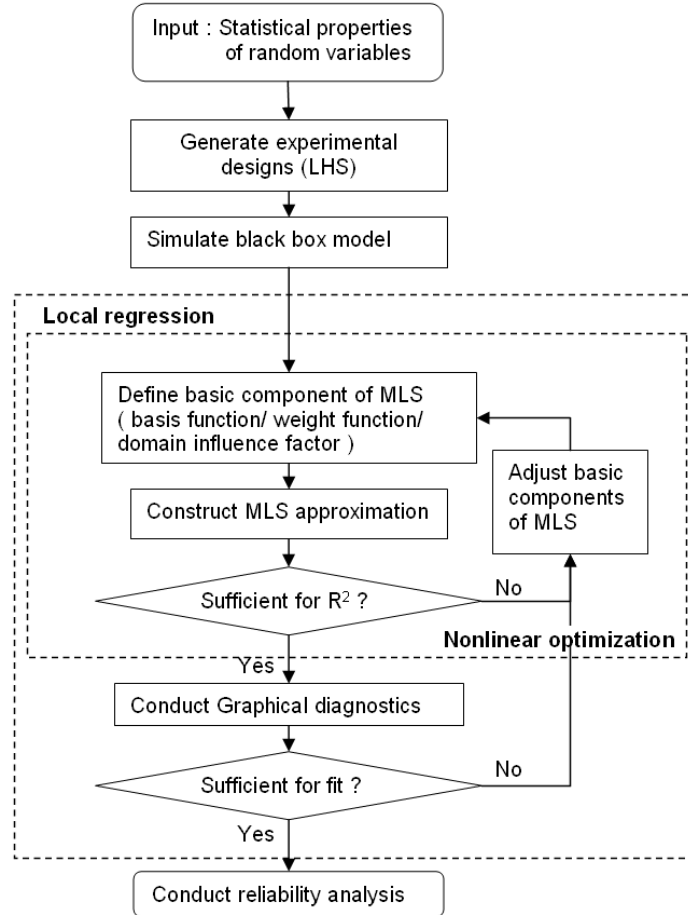 Input : Statistical properties
of random variables
Generate experimental
designs (LHS)
Simulate black box model
Local regression
Define basic component of MLS
( basis function/ weight function/
domain influence factor )
Adjust basic
components
of MLS
Construct MLS approximation
Sufficient for R² ?
No
Nonlinear optimization
Yes
Conduct Graphical diagnostics
Sufficient for fit ?
No
Yes
Conduct reliability analysis